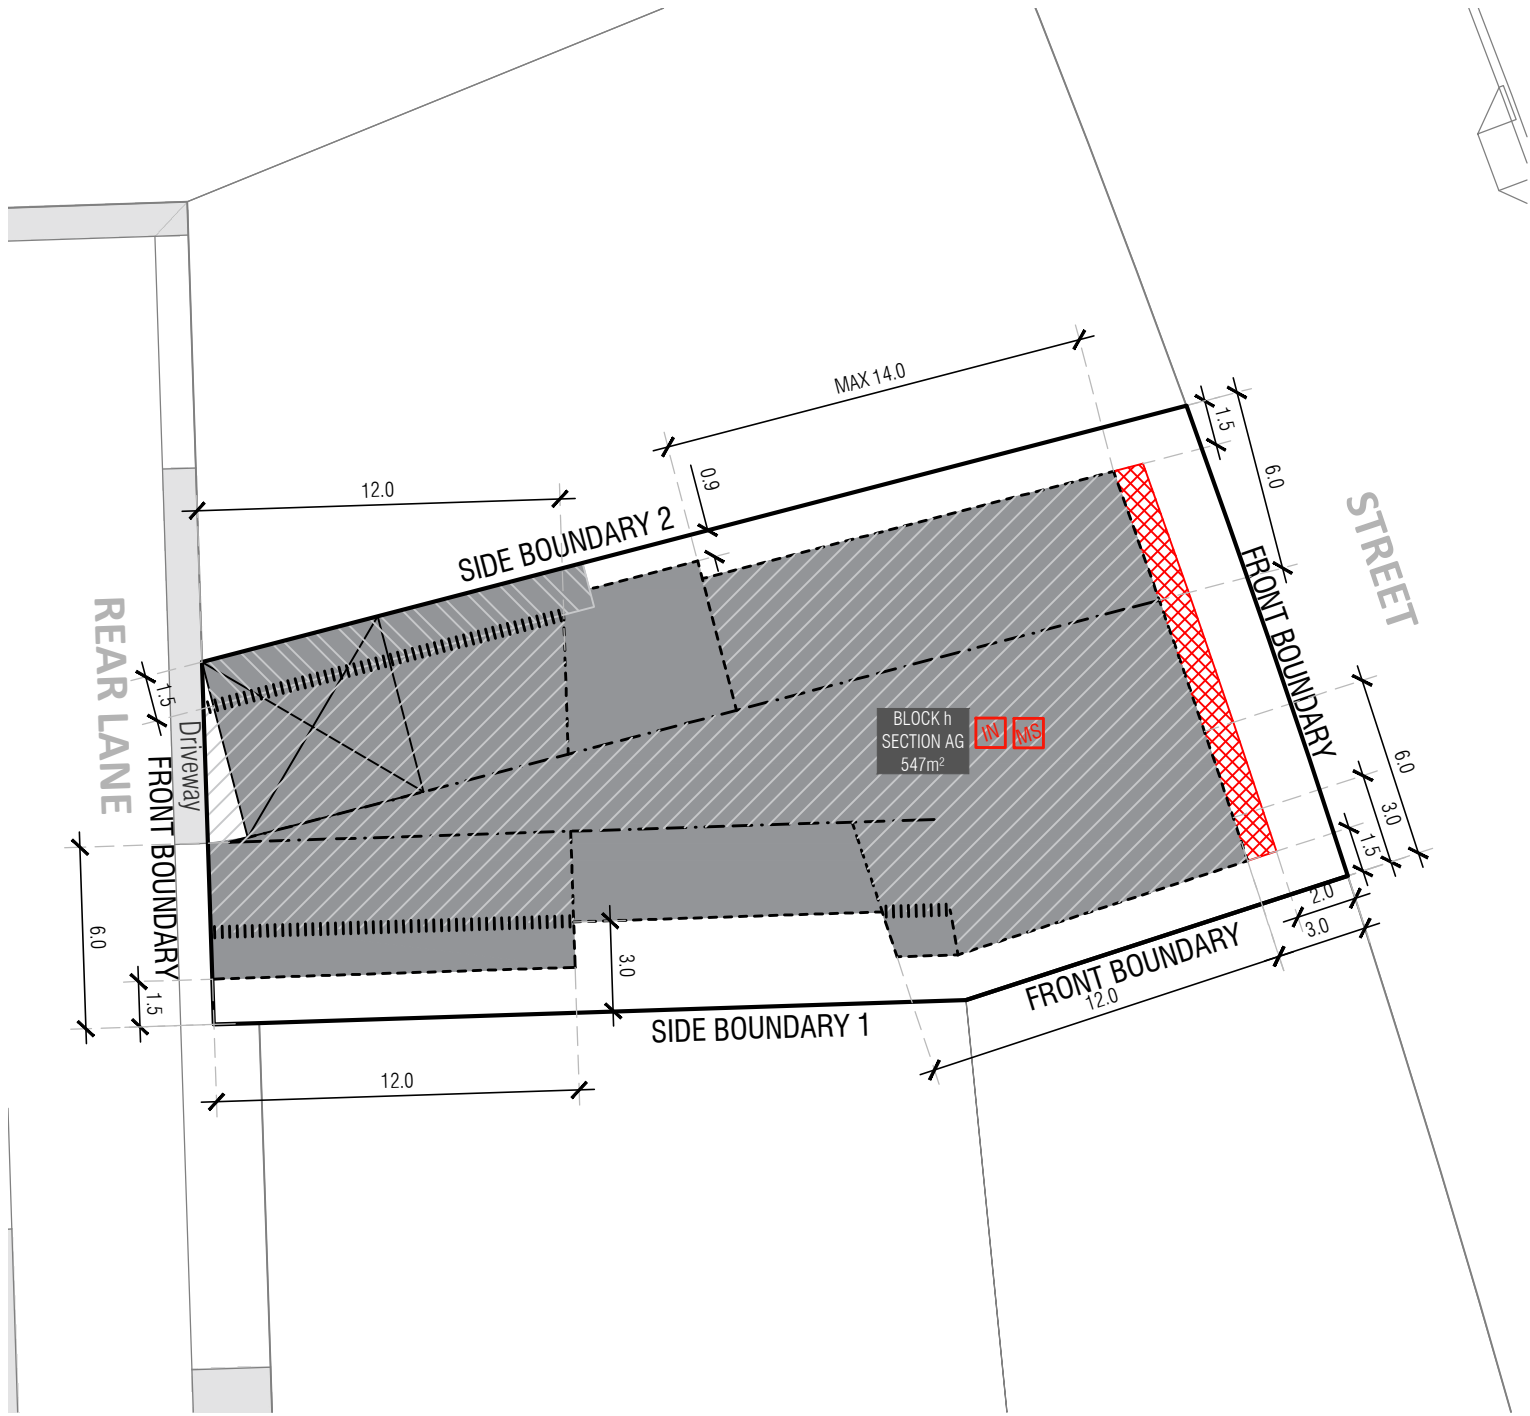 MAX 14.0
1.5
6.0
0.9
12.0
STREET
SIDE BOUNDARY 2
FRONT BOUNDARY
REAR LANE
1.5
Driveway
BLOCK h
SECTION AG
547m²
IN
MS
FRONT BOUNDARY
6.0
3.0
1.5
2.0
3.0
6.0
1.5
3.0
FRONT BOUNDARY
12.0
SIDE BOUNDARY 1
12.0